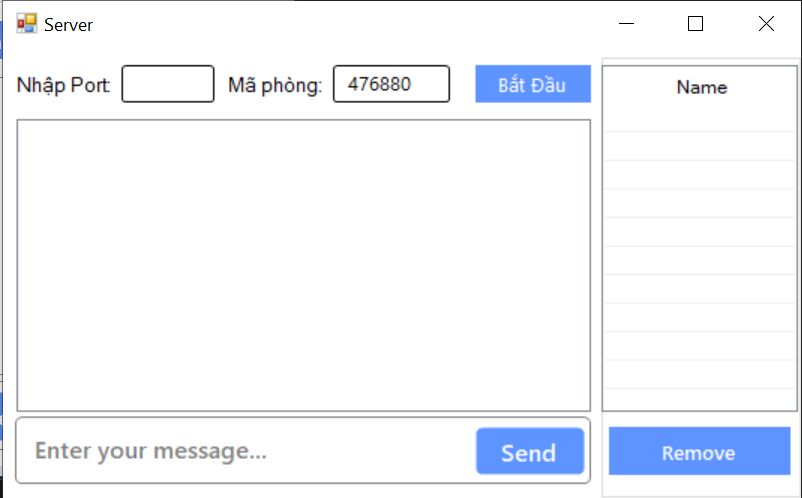 Server
Nhập Port: Mã phòng: 476880 Bắt Đầu
Name
Enter your message...
Send
Remove